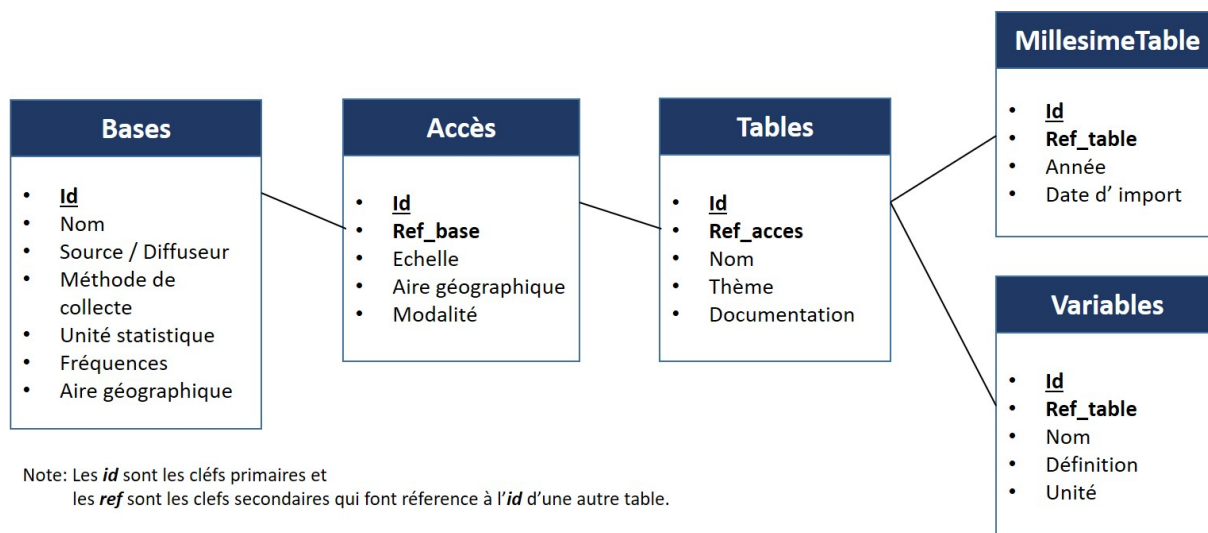 Bases
Id
Nom
Source / Diffuseur
Méthode de
collecte
Unité statistique
Fréquences
Aire géographique
Accès
Id
Ref_base
Echelle
Aire géographique
Modalité
Tables
Id
Ref_acces
Nom
Thème
Documentation
MillesimeTable
Id
Ref_table
Année
Date d' import
Variables
Id
Ref_table
Nom
Définition
Unité
Note: Les id sont les cléfs primaires et
les ref sont les clefs secondaires qui font réference à l'id d'une autre table.